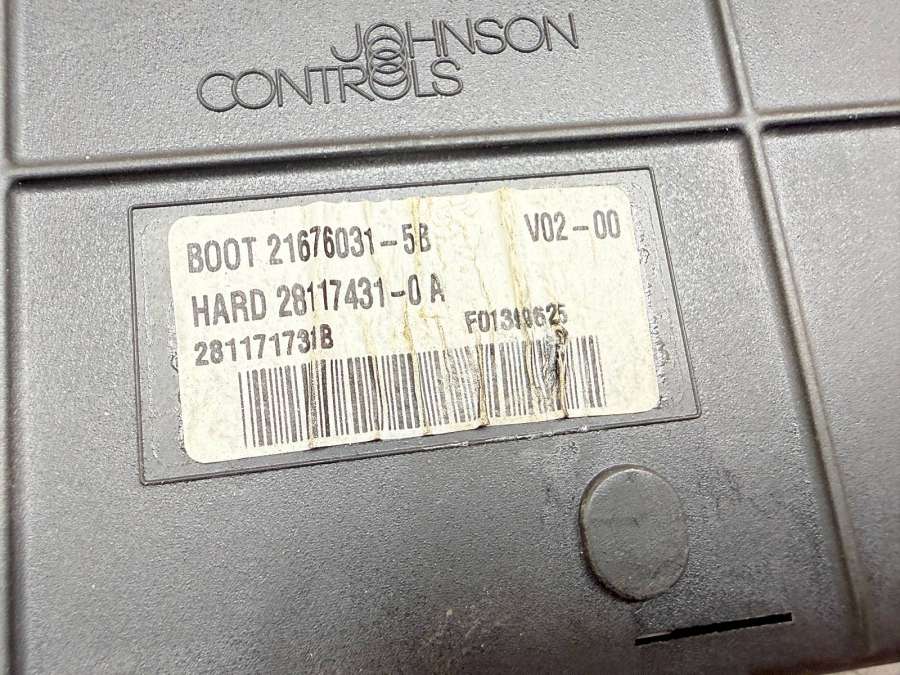 JOHNSON
CONTROLS
BOOT 21676031-5B V02-00
HARD 28117431-0 A
281171731B